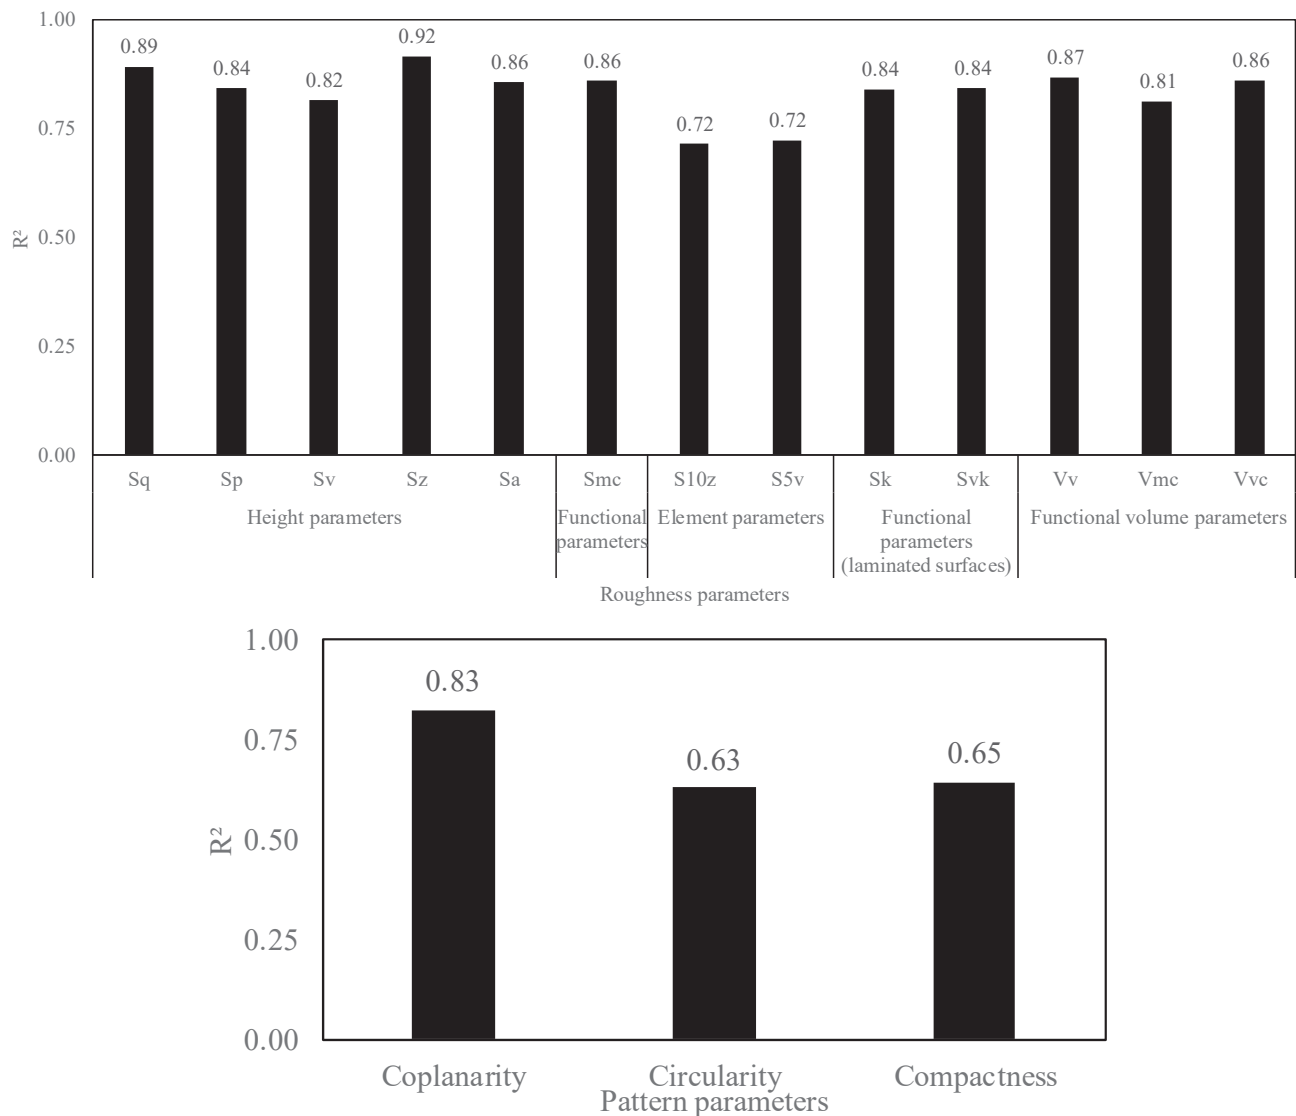 1.00
0.75
0.50
0.25
0.00
R²
0.89
0.84
0.82
0.92
0.86
0.86
0.72
0.72
0.84
0.84
0.87
0.81
0.86
Sq Sp Sv Sz Sa Smc S10z S5v Sk Svk Vv Vmc Vvc
Height parameters
Functional
parameters
Element parameters
Functional
parameters
(laminated surfaces)
Functional volume parameters
Roughness parameters
1.00
0.75
0.50
0.25
0.00
R²
0.83
0.63
0.65
Coplanarity Circularity Compactness
Pattern parameters